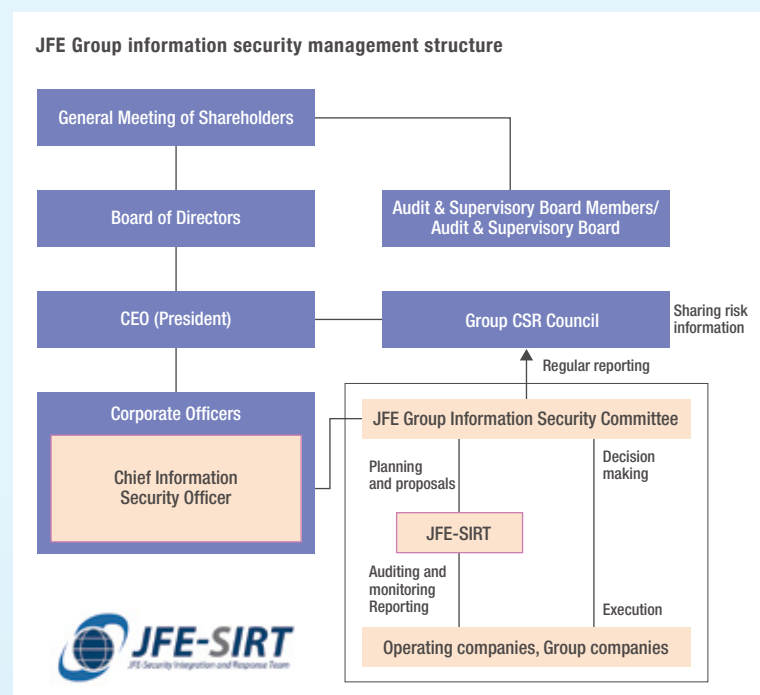 JFE Group information security management structure
General Meeting of Shareholders
Board of Directors
Audit & Supervisory Board Members/
Audit & Supervisory Board
CEO (President)
Group CSR Council
Sharing risk
information
Regular reporting
Corporate Officers
Chief Information
Security Officer
JFE Group Information Security Committee
Planning
and proposals
Decision
making
JFE-SIRT
Auditing and
monitoring
Reporting
Execution
Operating companies, Group companies
JFE-SIRT
JFE-Security Integration and Response Team